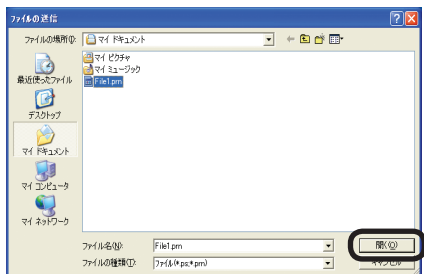 ファイルの送信
ファイルの場所(I):
マイ ドキュメント
マイ ピクチャ
マイ ミュージック
File1.prn
最近使ったファイル
デスクトップ
マイ ドキュメント
マイ コンピュータ
マイ ネットワーク
ファイル名(N):
File1.prn
開く(O)
ファイルの種類(T):
ファイル(*.ps;*.prn)
キャンセル